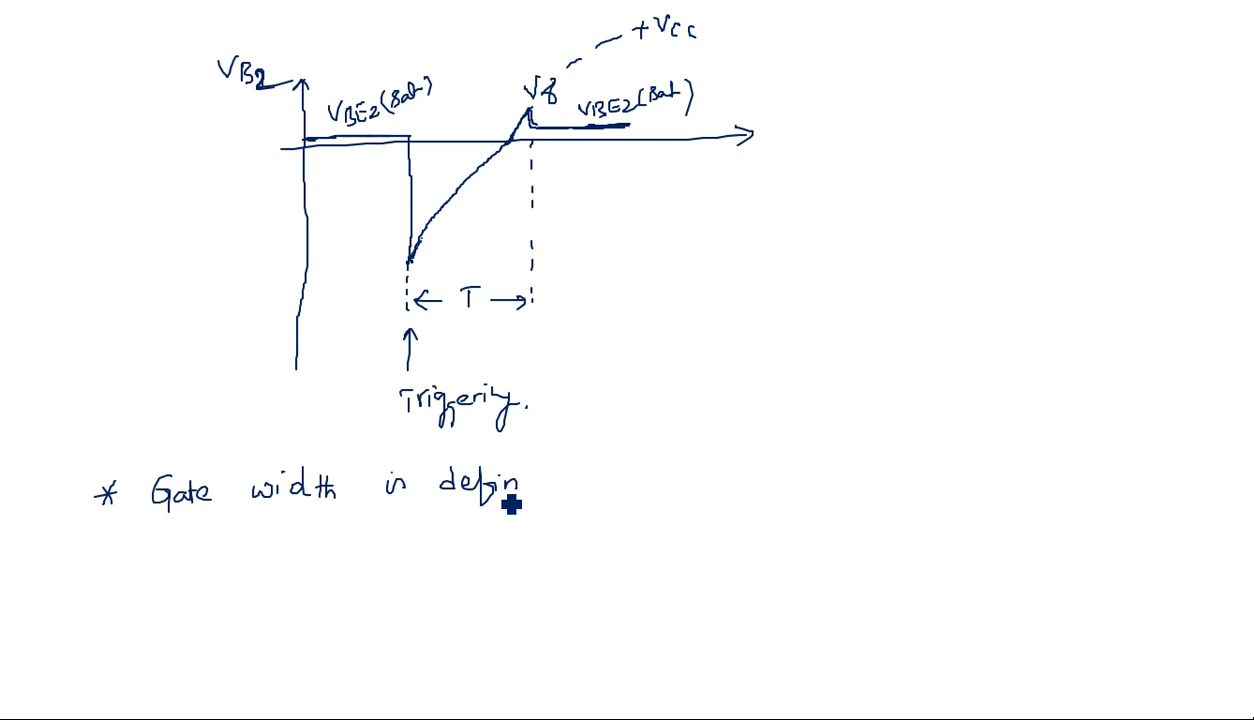 +VCC
VB2
VBE2(Sat)
Vγ
VBE2(Sat)
T
Triggering.
* Gate width is defin